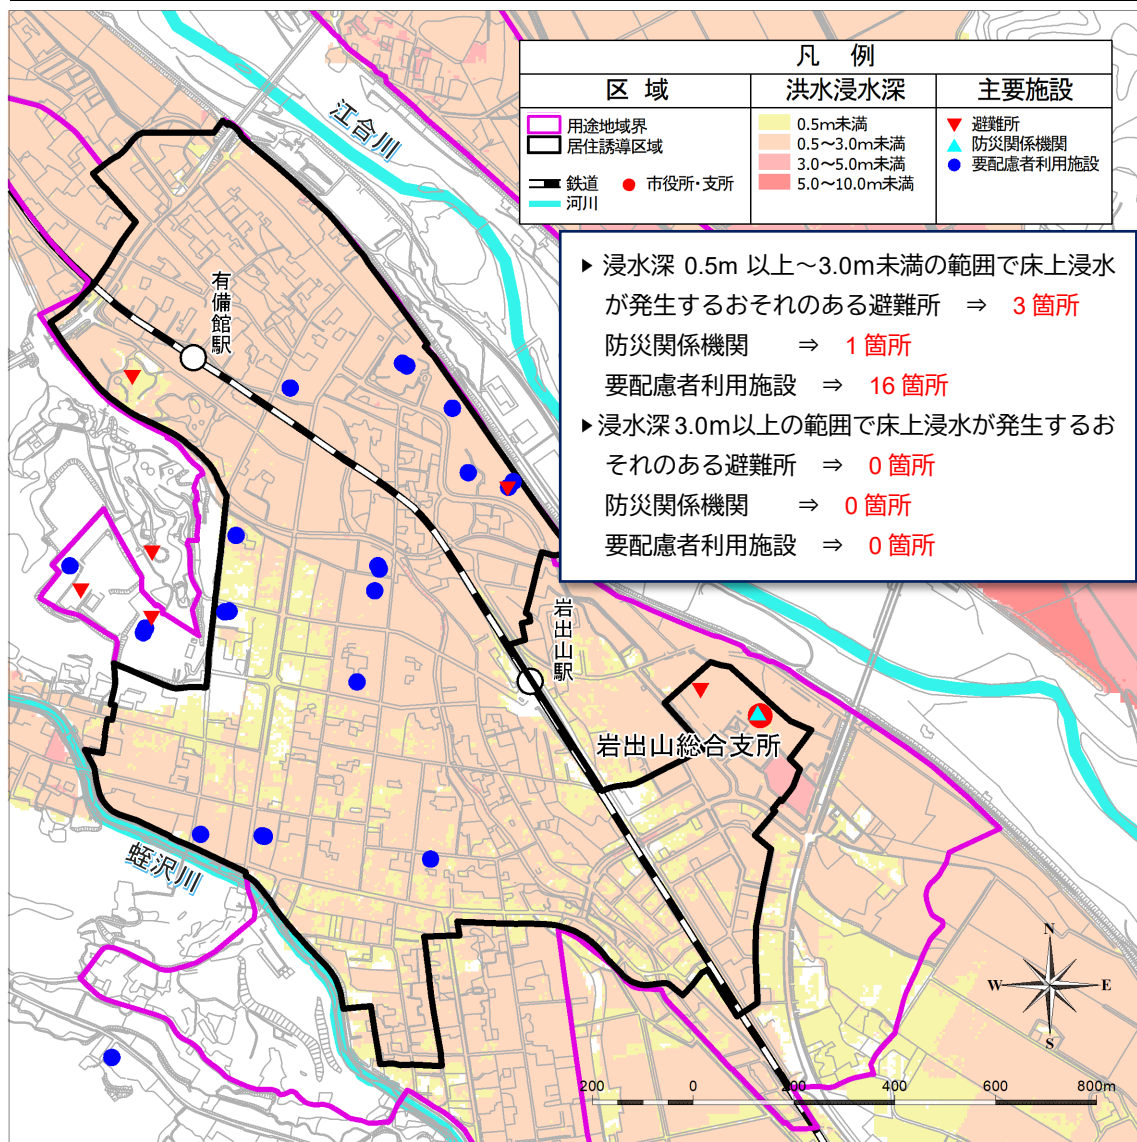 凡 例
区 域
洪水浸水深
主要施設
用途地域界
居住誘導区域
鉄道
市役所・支所
河川
0.5m未満
0.5～3.0m未満
3.0～5.0m未満
5.0～10.0m未満
避難所
防災関係機関
要配慮者利用施設
▶ 浸水深 0.5m 以上～3.0m未満の範囲で床上浸水
が発生するおそれのある避難所 ⇒ 3 箇所
防災関係機関 ⇒ 1 箇所
要配慮者利用施設 ⇒ 16 箇所
▶ 浸水深 3.0m以上の範囲で床上浸水が発生するお
それのある避難所 ⇒ 0 箇所
防災関係機関 ⇒ 0 箇所
要配慮者利用施設 ⇒ 0 箇所
江合川
有備館駅
岩出山駅
岩出山総合支所
蛭沢川
N
W
E
S
200 0 200 400 600 800m